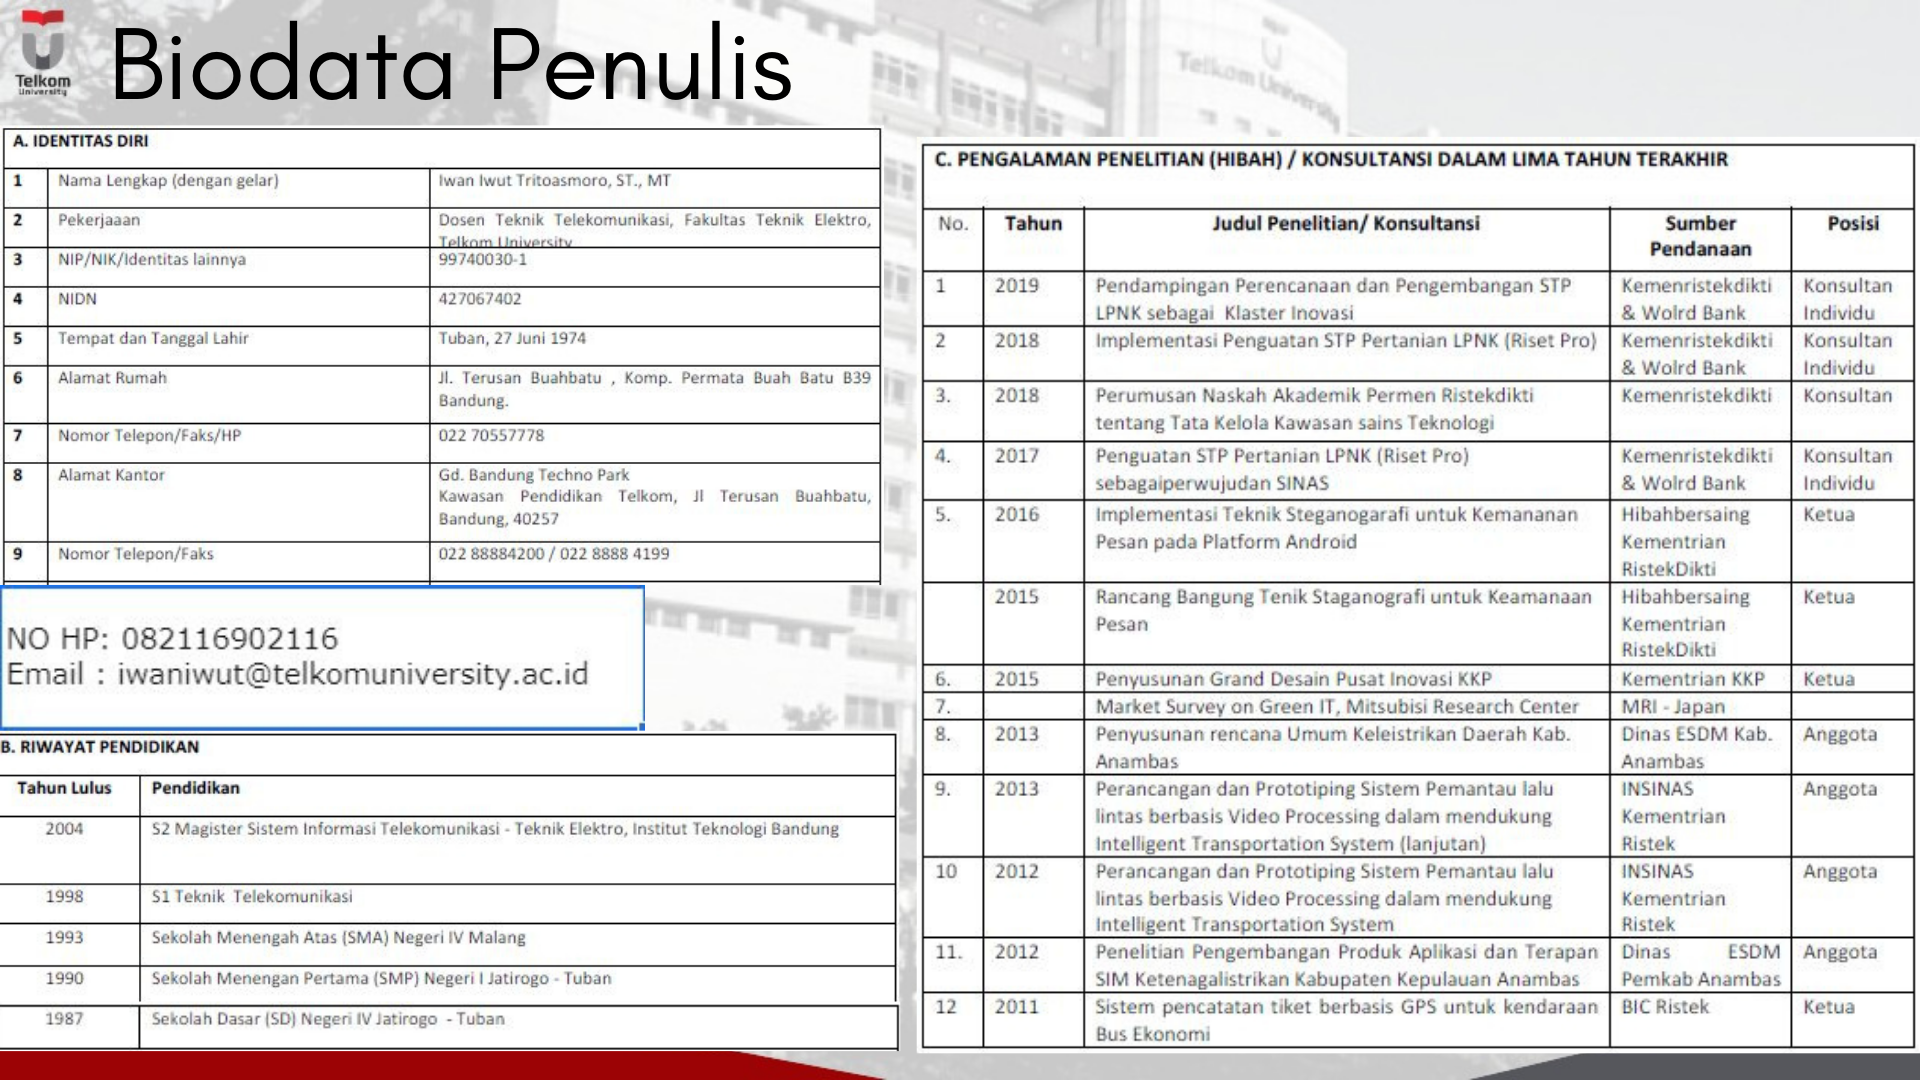 Telkom
University
Biodata Penulis
Telkom University
A. IDENTITAS DIRI
1 Nama Lengkap (dengan gelar) Iwan Iwut Tritoasmoro, ST., MT
2 Pekerjaaan Dosen Teknik Telekomunikasi, Fakultas Teknik Elektro,
Telkom University
3 NIP/NIK/Identitas lainnya 99740030-1
4 NIDN 427067402
5 Tempat dan Tanggal Lahir Tuban, 27 Juni 1974
6 Alamat Rumah Jl. Terusan Buahbatu , Komp. Permata Buah Batu B39
Bandung.
7 Nomor Telepon/Faks/HP 022 70557778
8 Alamat Kantor Gd. Bandung Techno Park
Kawasan Pendidikan Telkom, Jl Terusan Buahbatu,
Bandung, 40257
9 Nomor Telepon/Faks 022 88884200 / 022 8888 4199
NO HP: 082116902116
Email : iwaniwut@telkomuniversity.ac.id
B. RIWAYAT PENDIDIKAN
Tahun Lulus Pendidikan
2004 S2 Magister Sistem Informasi Telekomunikasi - Teknik Elektro, Institut Teknologi Bandung
1998 S1 Teknik Telekomunikasi
1993 Sekolah Menengah Atas (SMA) Negeri IV Malang
1990 Sekolah Menengan Pertama (SMP) Negeri I Jatirogo - Tuban
1987 Sekolah Dasar (SD) Negeri IV Jatirogo - Tuban
C. PENGALAMAN PENELITIAN (HIBAH) / KONSULTANSI DALAM LIMA TAHUN TERAKHIR
No. Tahun Judul Penelitian/ Konsultansi Sumber Posisi
Pendanaan
1 2019 Pendampingan Perencanaan dan Pengembangan STP Kemenristekdikti Konsultan
LPNK sebagai Klaster Inovasi & Wolrd Bank Individu
2 2018 Implementasi Penguatan STP Pertanian LPNK (Riset Pro) Kemenristekdikti Konsultan
& Wolrd Bank Individu
3. 2018 Perumusan Naskah Akademik Permen Ristekdikti Kemenristekdikti Konsultan
tentang Tata Kelola Kawasan sains Teknologi
4. 2017 Penguatan STP Pertanian LPNK (Riset Pro) Kemenristekdikti Konsultan
sebagaiperwujudan SINAS & Wolrd Bank Individu
5. 2016 Implementasi Teknik Steganogarafi untuk Kemananan Hibahbersaing Ketua
Pesan pada Platform Android Kementrian
RistekDikti
2015 Rancang Bangung Tenik Staganografi untuk Keamanaan Hibahbersaing Ketua
Pesan Kementrian
RistekDikti
6. 2015 Penyusunan Grand Desain Pusat Inovasi KKP Kementrian KKP Ketua
7. Market Survey on Green IT, Mitsubisi Research Center MRI - Japan
8. 2013 Penyusunan rencana Umum Keleistrikan Daerah Kab. Dinas ESDM Kab. Anggota
Anambas Anambas
9. 2013 Perancangan dan Prototiping Sistem Pemantau lalu INSINAS Anggota
lintas berbasis Video Processing dalam mendukung Kementrian
Intelligent Transportation System (lanjutan) Ristek
10 2012 Perancangan dan Prototiping Sistem Pemantau lalu INSINAS Anggota
lintas berbasis Video Processing dalam mendukung Kementrian
Intelligent Transportation System Ristek
11. 2012 Penelitian Pengembangan Produk Aplikasi dan Terapan Dinas ESDM Anggota
SIM Ketenagalistrikan Kabupaten Kepulauan Anambas Pemkab Anambas
12 2011 Sistem pencatatan tiket berbasis GPS untuk kendaraan BIC Ristek Ketua
Bus Ekonomi